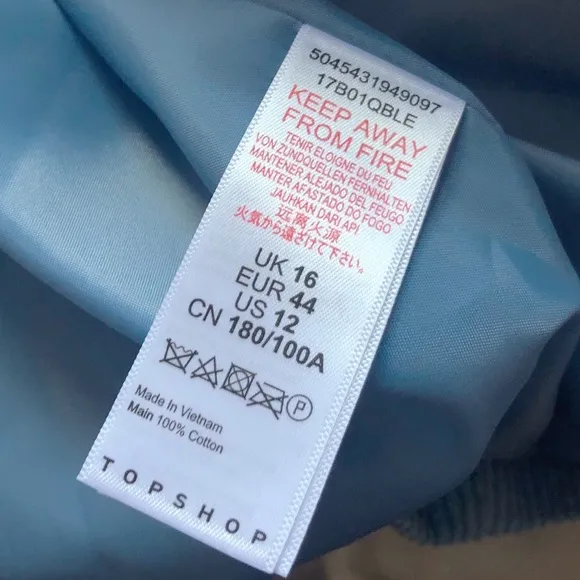 5045431949097
17B01QBLE
KEEP AWAY
FROM FIRE
TENIR ELOIGNE DU FEU
VON ZUNDQUELLEN FERNHALTEN
MANTENER ALEJADO DEL FEUGO
MANTER AFASTADO DO FOGO
JAUHKAN DARI API
远离火源
火気から遠ざけて下さい。
UK 16
EUR 44
US 12
CN 180/100A
P
Made In Vietnam
Main 100% Cotton
TOPSHOP